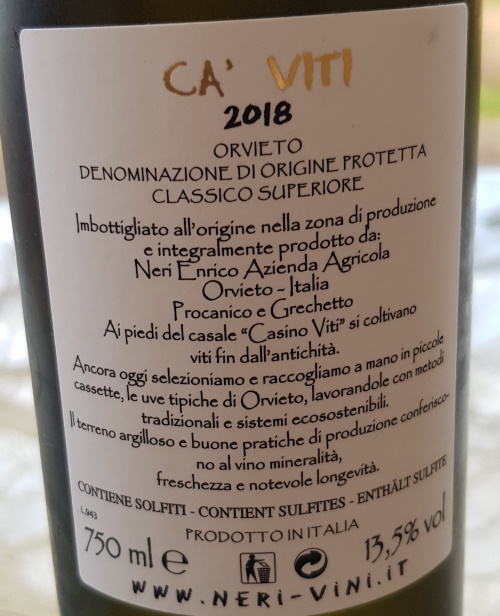 CA' VITI
2018
ORVIETO
DENOMINAZIONE DI ORIGINE PROTETTA
CLASSICO SUPERIORE
Imbottigliato all'origine nella zona di produzione
e integralmente prodotto da:
Neri Enrico Azienda Agricola
Orvieto - Italia
Procanico e Grechetto
Ai piedi del casale "Casino Viti" si coltivano
viti fin dall'antichità.
Ancora oggi selezioniamo e raccogliamo a mano in piccole
cassette, le uve tipiche di Orvieto, lavorandole con metodi
tradizionali e sistemi ecosostenibili.
Il terreno argilloso e buone pratiche di produzione conferisco-
no al vino mineralità,
freschezza e notevole longevità.
CONTIENE SOLFITI - CONTIENT SULFITES - ENTHÄLT SULFITE
L.943
PRODOTTO IN ITALIA
750 ml e
13,5% vol
WWW.NERI-VINI.IT